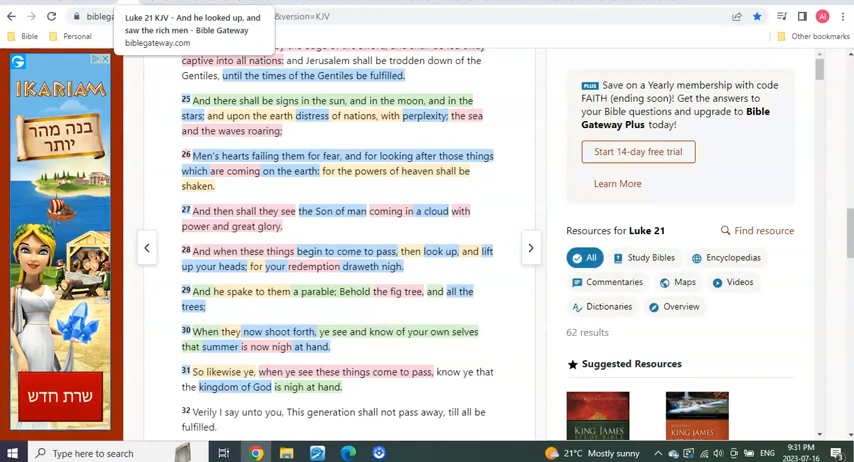 Luke 21 KJV - And he looked up, and
saw the rich men - Bible Gateway
biblegateway.com
&version=KJV
AI
Bible
Personal
Other bookmarks
captive into all nations: and Jerusalem shall be trodden down of the
Gentiles, until the times of the Gentiles be fulfilled.
25 And there shall be signs in the sun, and in the moon, and in the
stars; and upon the earth distress of nations, with perplexity; the sea
and the waves roaring;
26 Men's hearts failing them for fear, and for looking after those things
which are coming on the earth: for the powers of heaven shall be
shaken.
27 And then shall they see the Son of man coming in a cloud with
power and great glory.
28 And when these things begin to come to pass, then look up, and lift
up your heads; for your redemption draweth nigh.
29 And he spake to them a parable; Behold the fig tree, and all the
trees;
30 When they now shoot forth, ye see and know of your own selves
that summer is now nigh at hand.
31 So likewise ye, when ye see these things come to pass, know ye that
the kingdom of God is nigh at hand.
32 Verily I say unto you, This generation shall not pass away, till all be
fulfilled.
IKARIAM
בנה מהר
יותר
שרת חדש
PLUS Save on a Yearly membership with code
FAITH (ending soon)! Get the answers to
your Bible questions and upgrade to Bible
Gateway Plus today!
Start 14-day free trial
Learn More
Resources for Luke 21
Find resource
All
Study Bibles
Encyclopedias
Commentaries
Maps
Videos
Dictionaries
Overview
62 results
Suggested Resources
KING JAMES
KING JAMES
Type here to search
21°C Mostly sunny
ENG
9:31 PM
2023-07-16